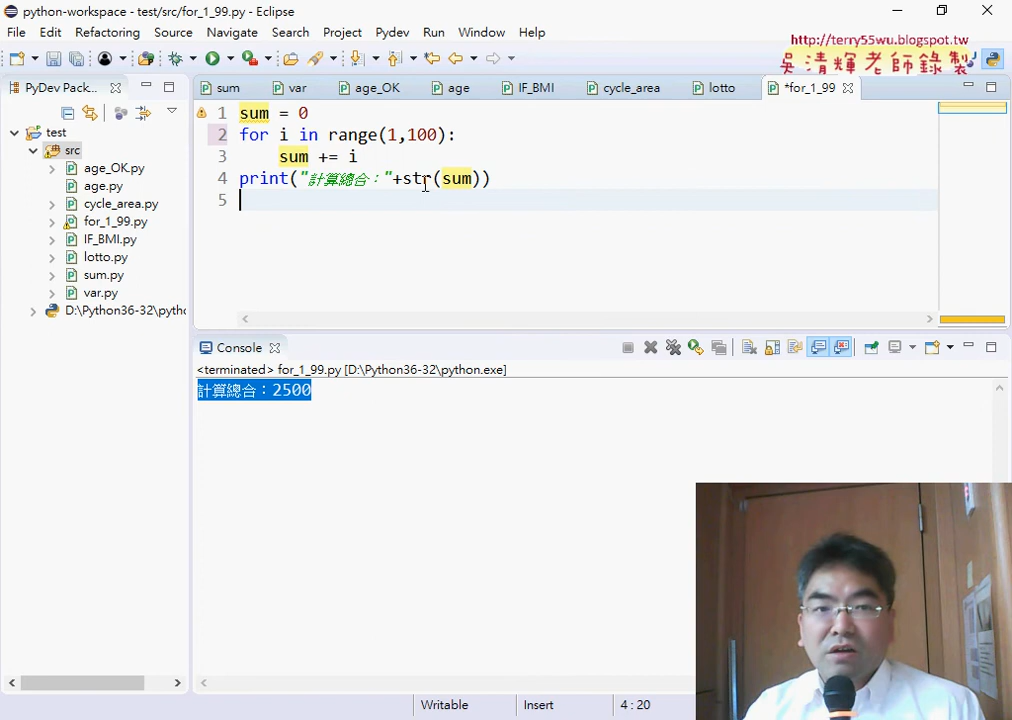 python-workspace - test/src/for_1_99.py - Eclipse
File Edit Refactoring Source Navigate Search Project Pydev Run Window Help
http://terry55wu.blogspot.tw
吳清輝老師錄製
PyDev Pack...
sum var age_OK age IF_BMI cycle_area lotto *for_1_99
test
src
age_OK.py
age.py
cycle_area.py
for_1_99.py
IF_BMI.py
lotto.py
sum.py
var.py
D:\Python36-32\pytho
1 sum = 0
2 for i in range(1,100):
3 sum += i
4 print("計算總合："+str(sum))
5
Console
<terminated> for_1_99.py [D:\Python36-32\python.exe]
計算總合：2500
Writable Insert 4 : 20